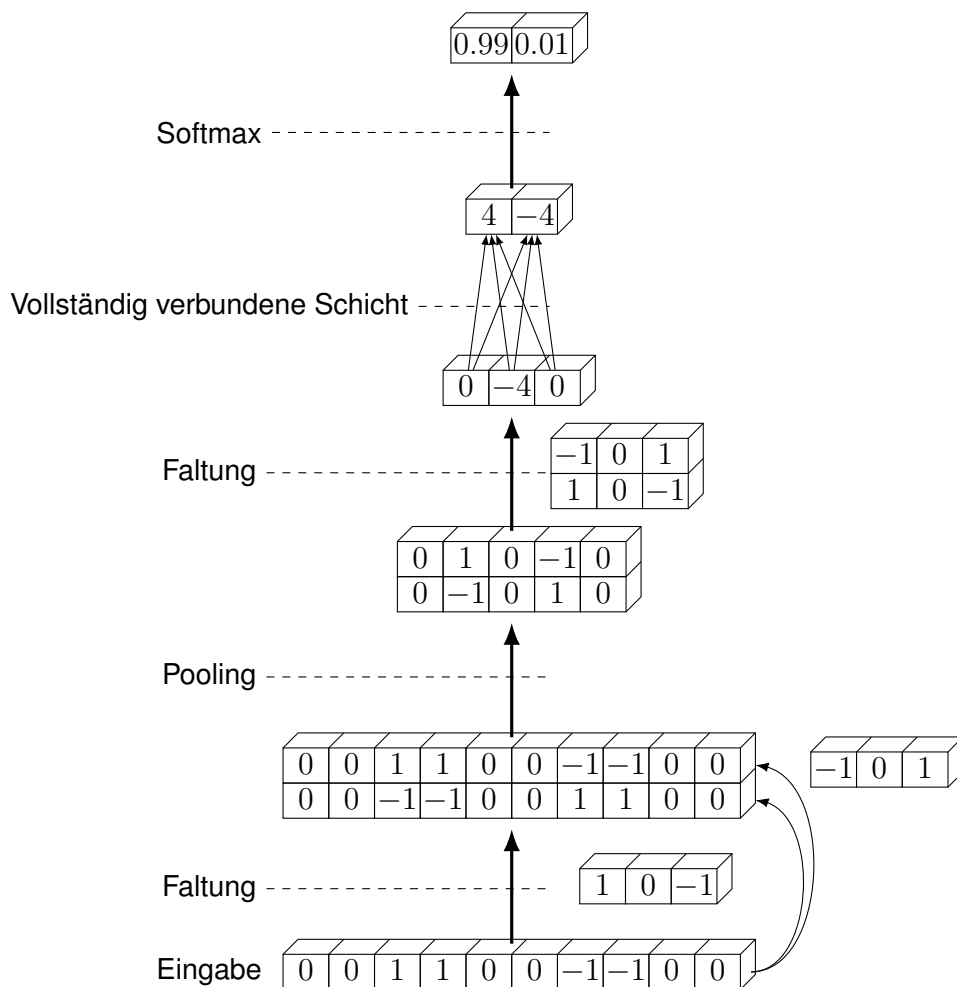 0.99 0.01
Softmax
4 −4
Vollständig verbundene Schicht
0 −4 0
−1 0 1
Faltung
1 0 −1
0 1 0 −1 0
0 −1 0 1 0
Pooling
0 0 1 1 0 0 −1 −1 0 0
−1 0 1
0 0 −1 −1 0 0 1 1 0 0
Faltung
1 0 −1
Eingabe
0 0 1 1 0 0 −1 −1 0 0